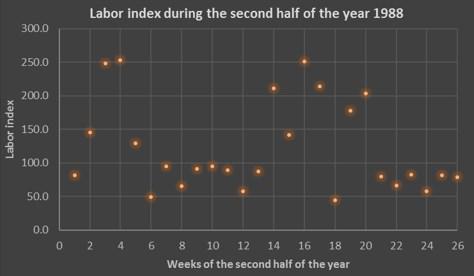 Labor index during the second half of the year 1988
300.0
250.0
200.0
150.0
100.0
50.0
0.0
Labor index
0 2 4 6 8 10 12 14 16 18 20 22 24 26
Weeks of the second half of the year